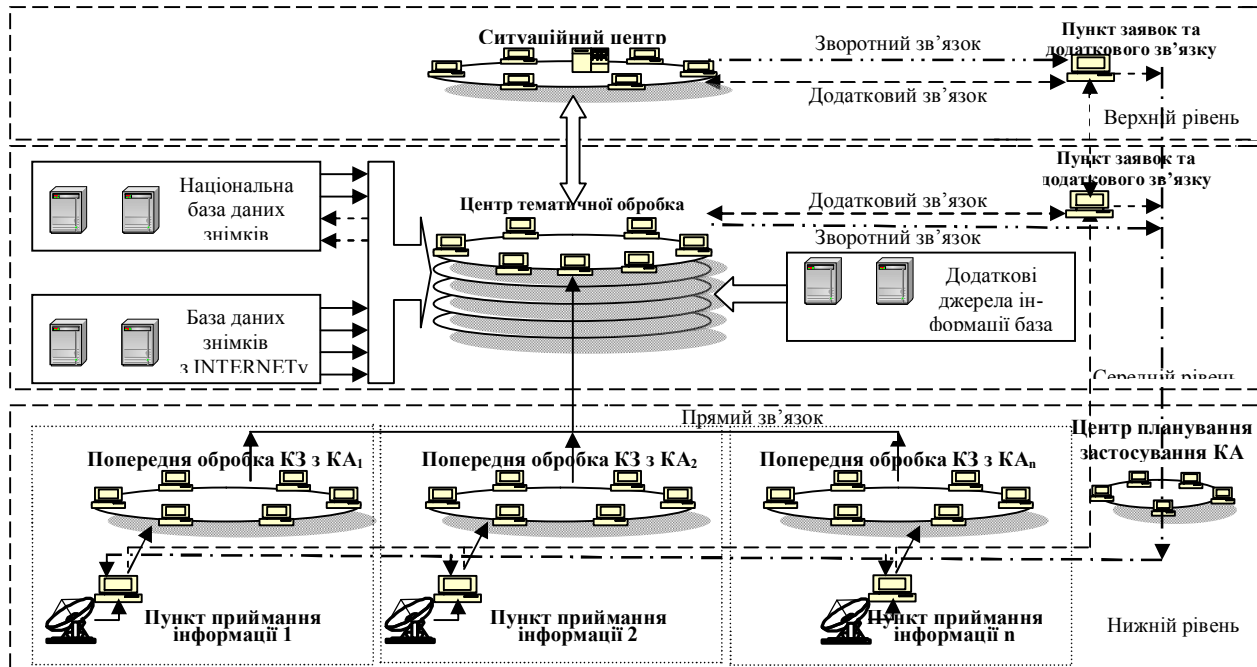 Ситуаційний центр
Зворотний зв’язок
Пункт заявок та
додаткового зв’язку
Додатковий зв’язок
Верхній рівень
Національна
база даних
знімків
Центр тематичної обробка
Додатковий зв’язок
Пункт заявок та
додаткового зв’язку
Зворотний зв’язок
База даних
знімків
з INTERNETу
Додаткові
джерела ін-
формації база
Середній рівень
Прямий зв’язок
Попередня обробка КЗ з КА1
Попередня обробка КЗ з КА2
Попередня обробка КЗ з КАn
Центр планування
застосування КА
Пункт приймання
інформації 1
Пункт приймання
інформації 2
Пункт приймання
інформації n
Нижній рівень